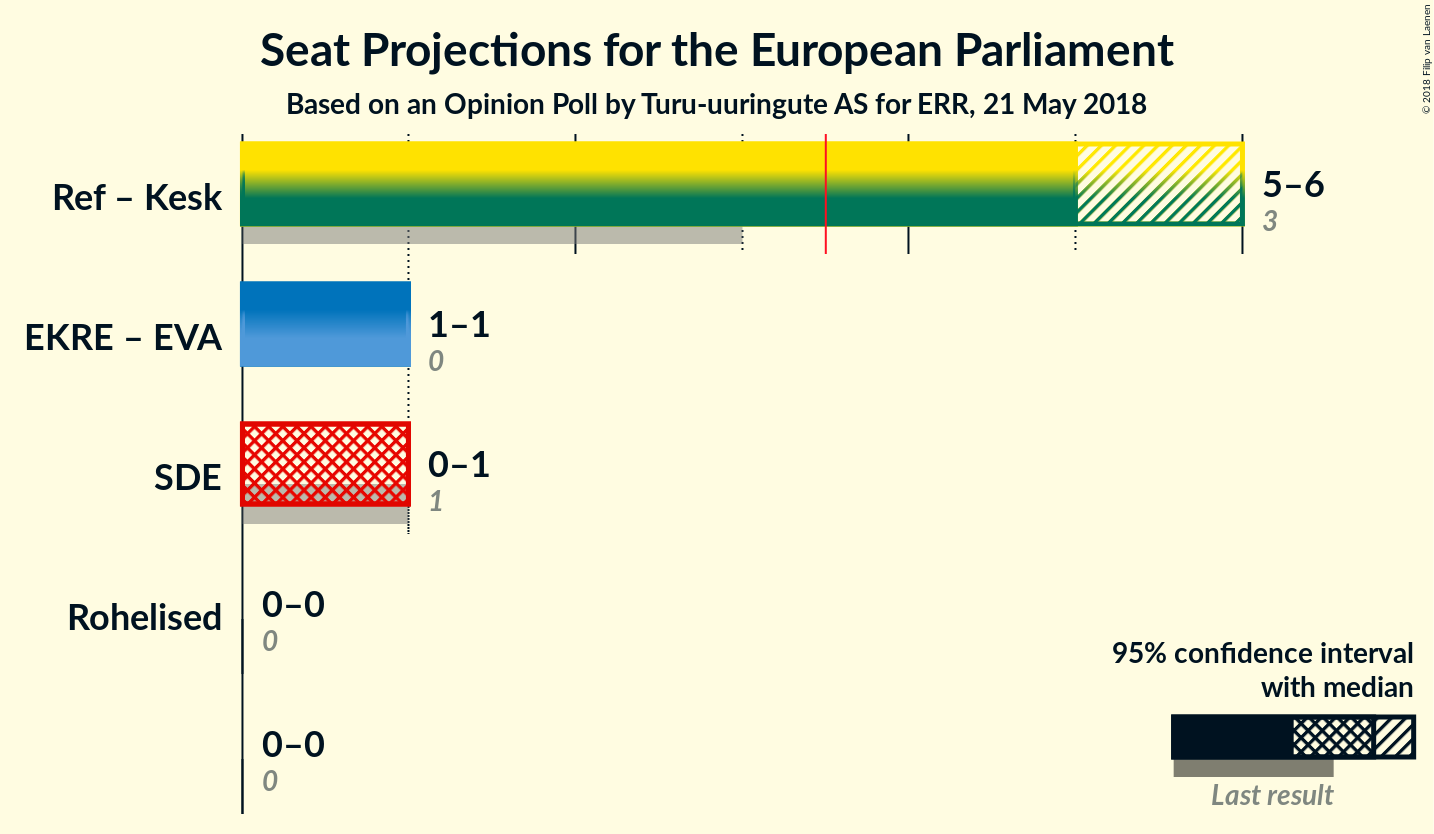 Seat Projections for the European Parliament
Based on an Opinion Poll by Turu-uuringute AS for ERR, 21 May 2018
© 2018 Filip van Laenen
Ref – Kesk
5–6
3
EKRE – EVA
1–1
0
SDE
0–1
1
Rohelised
0–0
0
0–0
0
95% confidence interval
with median
Last result